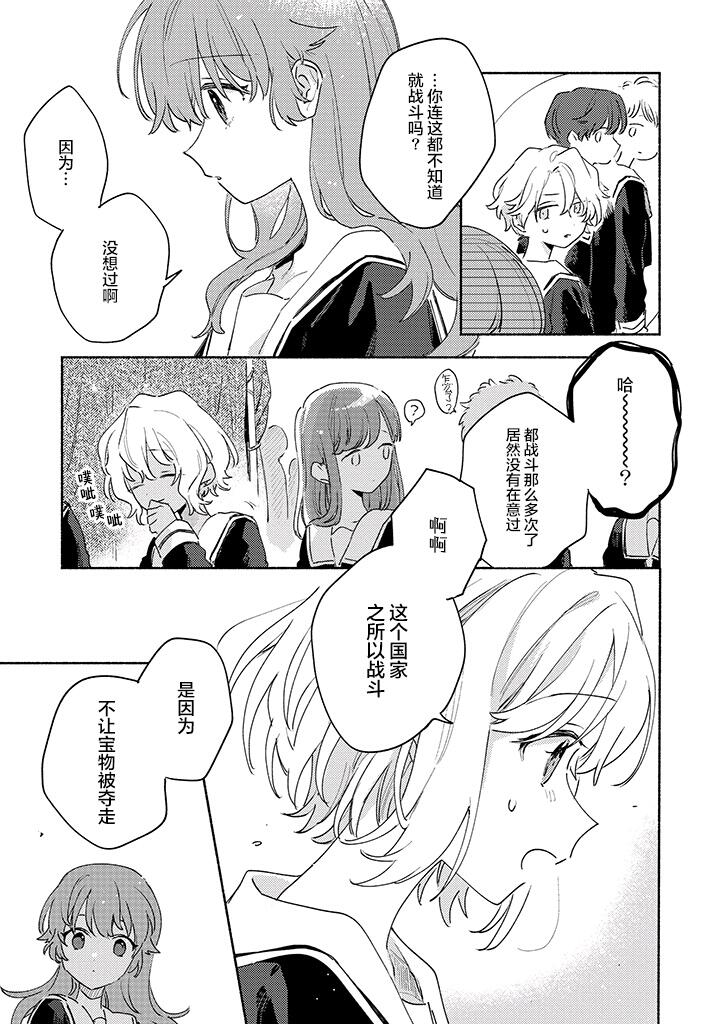 …你连这都不知道
就战斗吗？
因为…
没想过啊
哈～～～～？
都战斗那么多次了
居然没有在意过
怎么了？
？
噗呲噗呲
啊啊
这个国家
之所以战斗
是因为
不让宝物被夺走